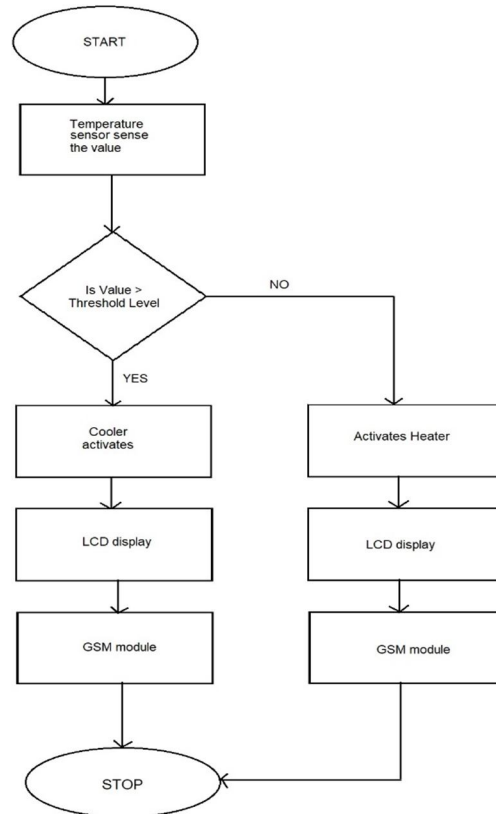 START
Temperature
sensor sense
the value
Is Value >
Threshold Level
NO
YES
Cooler
activates
Activates Heater
LCD display
LCD display
GSM module
GSM module
STOP